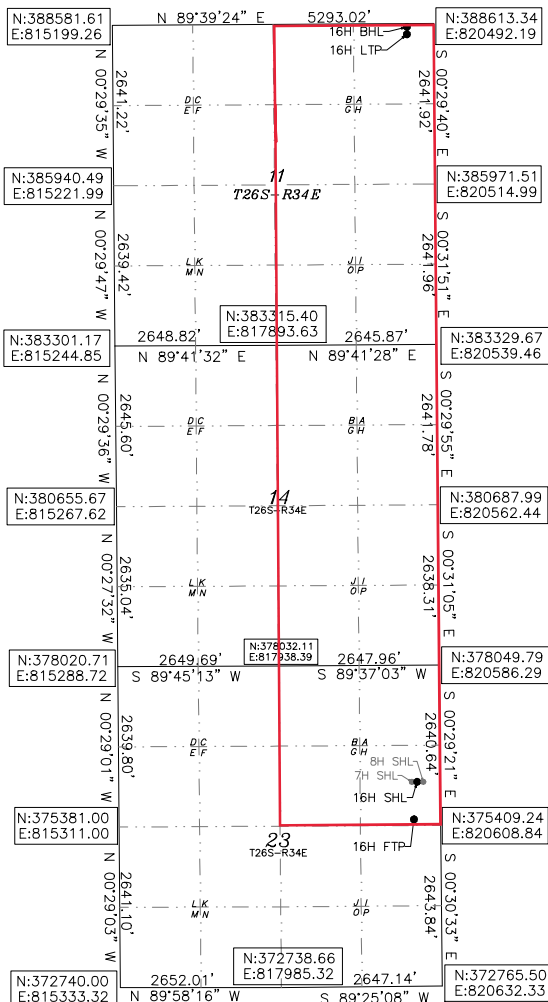 N:388581.61
E:815199.26
N 89°39'24" E
5293.02'
N:388613.34
E:820492.19
16H BHL
16H LTP
N 00°29'35" W
2641.22'
D C
E F
B A
G H
2641.92'
S 00°29'40" E
N:385940.49
E:815221.99
11
T26S-R34E
N:385971.51
E:820514.99
N 00°29'47" W
2639.42'
L K
M N
J I
O P
2641.96'
S 00°31'51" E
N:383315.40
E:817893.63
N:383301.17
E:815244.85
2648.82'
N 89°41'32" E
2645.87'
N 89°41'28" E
N:383329.67
E:820539.46
N 00°29'36" W
2645.60'
D C
E F
B A
G H
2641.78'
S 00°29'55" E
N:380655.67
E:815267.62
14
T26S-R34E
N:380687.99
E:820562.44
N 00°27'32" W
2635.04'
L K
M N
J I
O P
2638.31'
S 00°31'05" E
N:378032.11
E:817938.39
N:378020.71
E:815288.72
2649.69'
S 89°45'13" W
2647.96'
S 89°37'03" W
N:378049.79
E:820586.29
N 00°29'01" W
2639.80'
D C
E F
B A
G H
2640.64'
S 00°29'21" E
8H SHL
7H SHL
16H SHL
N:375381.00
E:815311.00
23
T26S-R34E
16H FTP
N:375409.24
E:820608.84
N 00°29'03" W
2641.10'
L K
M N
J I
O P
2643.84'
S 00°30'33" E
N:372738.66
E:817985.32
N:372740.00
E:815333.32
2652.01'
N 89°58'16" W
2647.14'
S 89°25'08" W
N:372765.50
E:820632.33